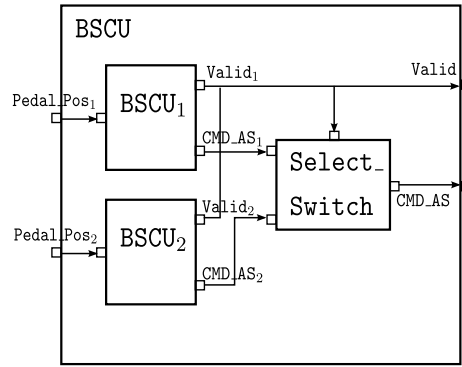 BSCU
Valid₁
Valid
Pedal_Pos₁
BSCU₁
CMD_AS₁
Select_
Switch
CMD_AS
Valid₂
Pedal_Pos₂
BSCU₂
CMD_AS₂